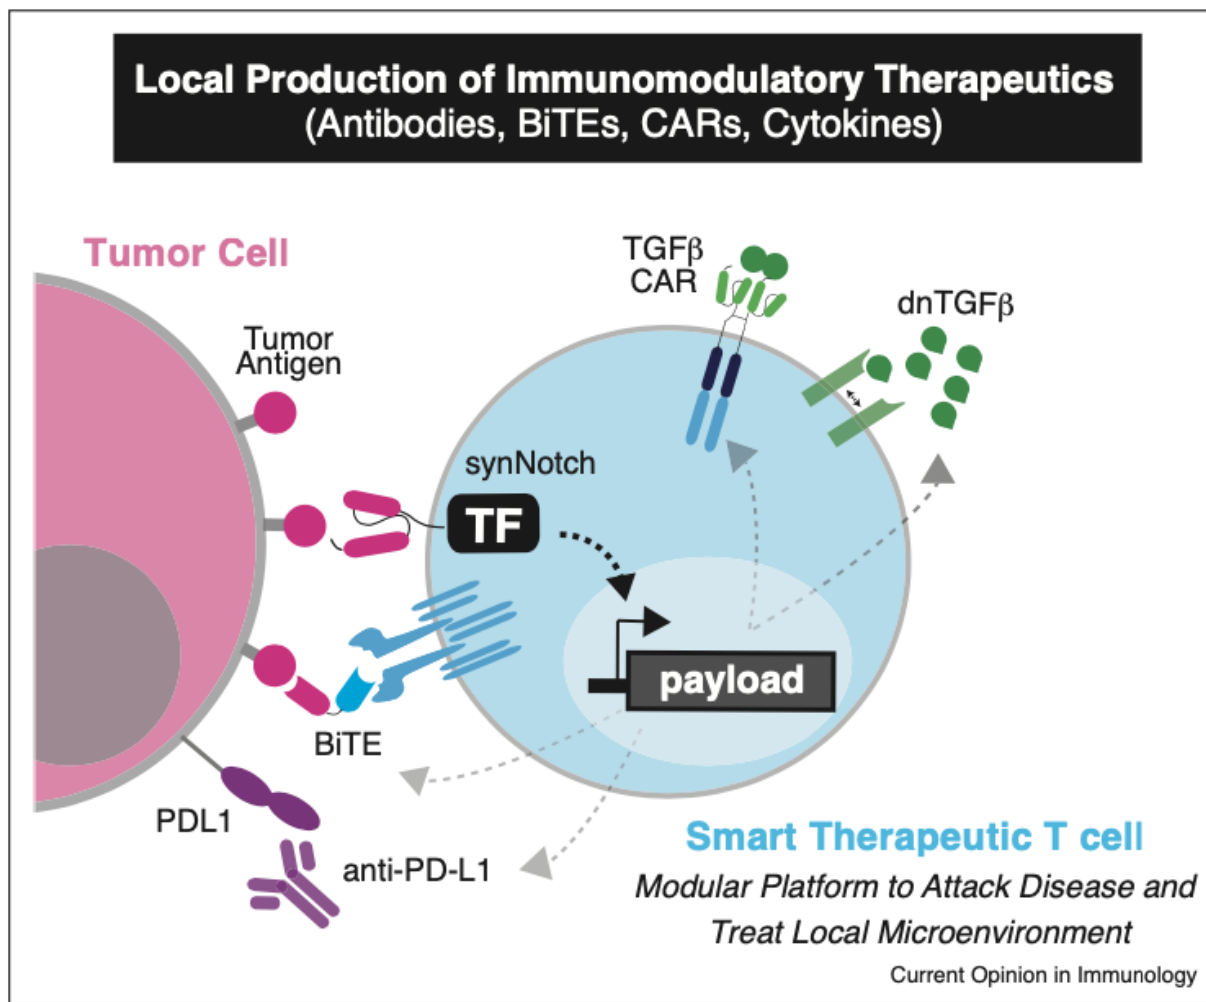 Local Production of Immunomodulatory Therapeutics
(Antibodies, BiTEs, CARs, Cytokines)
Tumor Cell
TGFβ
CAR
dnTGFβ
Tumor
Antigen
synNotch
TF
payload
BiTE
PDL1
anti-PD-L1
Smart Therapeutic T cell
Modular Platform to Attack Disease and
Treat Local Microenvironment
Current Opinion in Immunology